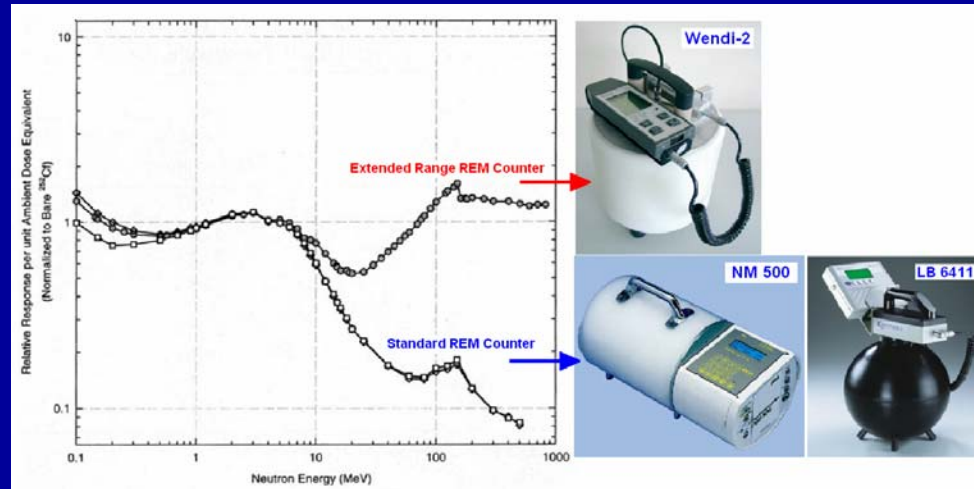 10
1
0.1
Relative Response per unit Ambient Dose Equivalent
(Normalized to Bare ²⁵²Cf)
0.1 1 10 100 1000
Neutron Energy (MeV)
Extended Range REM Counter
Standard REM Counter
Wendi-2
NM 500
LB 6411